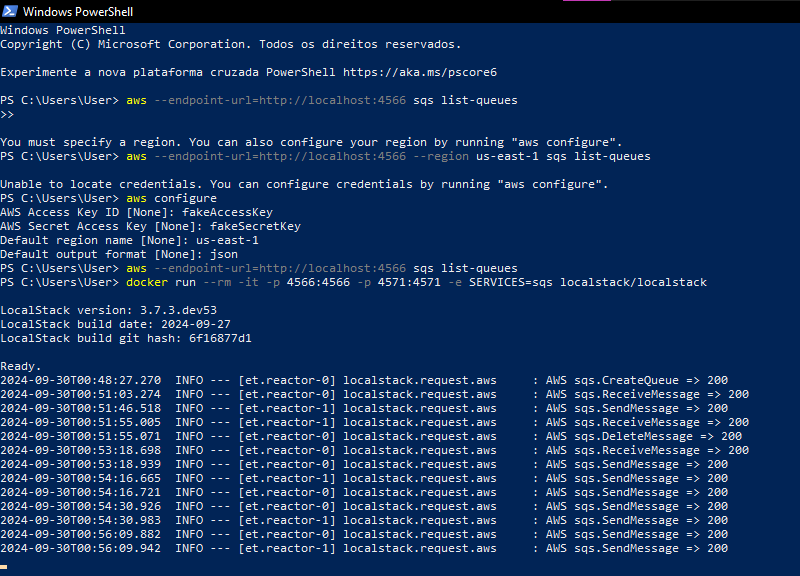 Windows PowerShell
Windows PowerShell
Copyright (C) Microsoft Corporation. Todos os direitos reservados.
Experimente a nova plataforma cruzada PowerShell https://aka.ms/pscore6
PS C:\Users\User> aws --endpoint-url=http://localhost:4566 sqs list-queues
>>
You must specify a region. You can also configure your region by running "aws configure".
PS C:\Users\User> aws --endpoint-url=http://localhost:4566 --region us-east-1 sqs list-queues
Unable to locate credentials. You can configure credentials by running "aws configure".
PS C:\Users\User> aws configure
AWS Access Key ID [None]: fakeAccessKey
AWS Secret Access Key [None]: fakeSecretKey
Default region name [None]: us-east-1
Default output format [None]: json
PS C:\Users\User> aws --endpoint-url=http://localhost:4566 sqs list-queues
PS C:\Users\User> docker run --rm -it -p 4566:4566 -p 4571:4571 -e SERVICES=sqs localstack/localstack
LocalStack version: 3.7.3.dev53
LocalStack build date: 2024-09-27
LocalStack build git hash: 6f16877d1
Ready.
2024-09-30T00:48:27.270  INFO --- [et.reactor-0] localstack.request.aws     : AWS sqs.CreateQueue => 200
2024-09-30T00:51:03.274  INFO --- [et.reactor-0] localstack.request.aws     : AWS sqs.ReceiveMessage => 200
2024-09-30T00:51:46.518  INFO --- [et.reactor-1] localstack.request.aws     : AWS sqs.SendMessage => 200
2024-09-30T00:51:55.005  INFO --- [et.reactor-1] localstack.request.aws     : AWS sqs.ReceiveMessage => 200
2024-09-30T00:51:55.071  INFO --- [et.reactor-0] localstack.request.aws     : AWS sqs.DeleteMessage => 200
2024-09-30T00:53:18.698  INFO --- [et.reactor-0] localstack.request.aws     : AWS sqs.ReceiveMessage => 200
2024-09-30T00:53:18.939  INFO --- [et.reactor-0] localstack.request.aws     : AWS sqs.SendMessage => 200
2024-09-30T00:54:16.665  INFO --- [et.reactor-1] localstack.request.aws     : AWS sqs.SendMessage => 200
2024-09-30T00:54:16.721  INFO --- [et.reactor-0] localstack.request.aws     : AWS sqs.SendMessage => 200
2024-09-30T00:54:30.926  INFO --- [et.reactor-0] localstack.request.aws     : AWS sqs.SendMessage => 200
2024-09-30T00:54:30.983  INFO --- [et.reactor-1] localstack.request.aws     : AWS sqs.SendMessage => 200
2024-09-30T00:56:09.882  INFO --- [et.reactor-0] localstack.request.aws     : AWS sqs.SendMessage => 200
2024-09-30T00:56:09.942  INFO --- [et.reactor-1] localstack.request.aws     : AWS sqs.SendMessage => 200